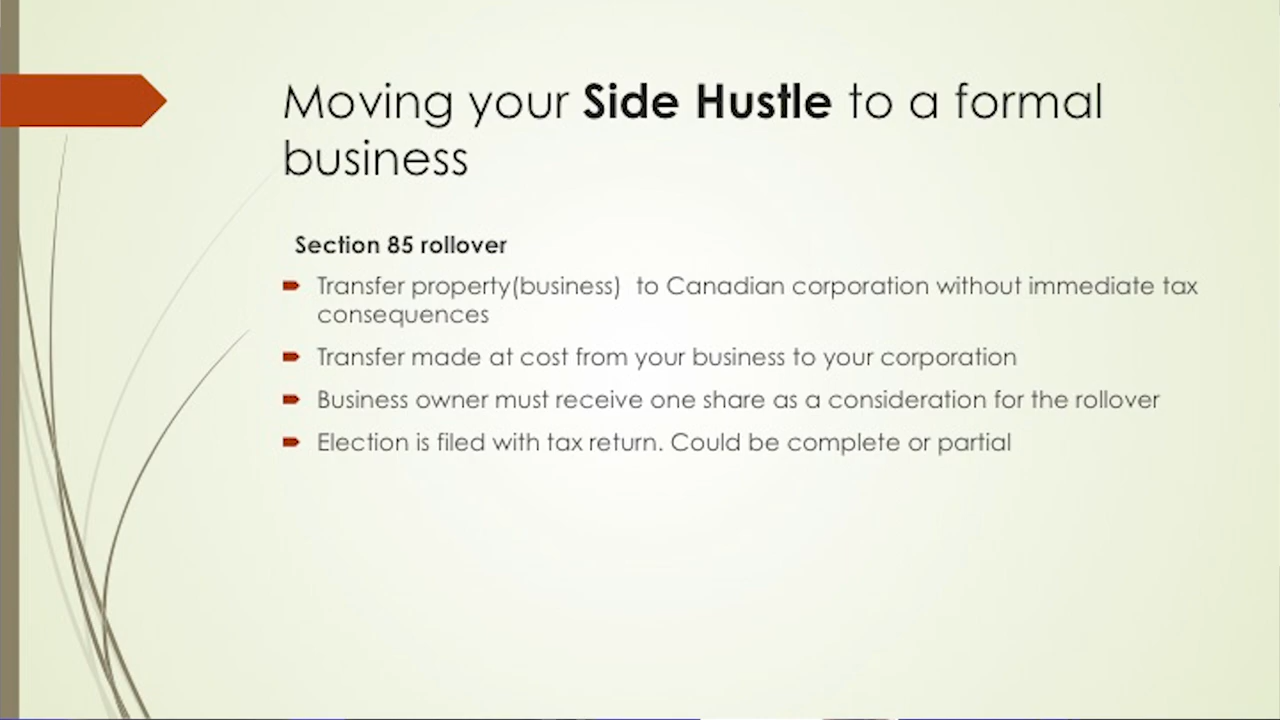 Moving your Side Hustle to a formal
business
Section 85 rollover
Transfer property(business)  to Canadian corporation without immediate tax
consequences
Transfer made at cost from your business to your corporation
Business owner must receive one share as a consideration for the rollover
Election is filed with tax return. Could be complete or partial